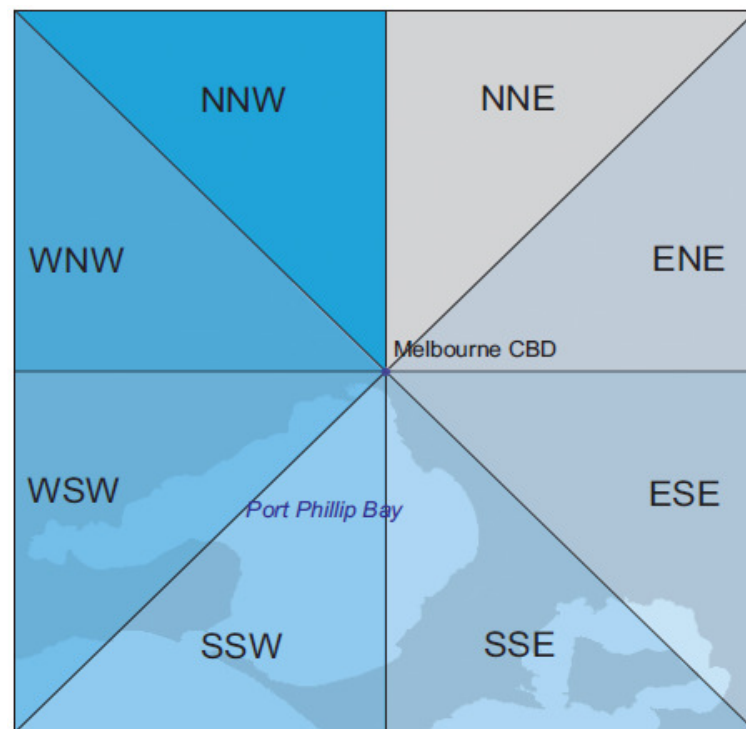 NNW
NNE
WNW
ENE
Melbourne CBD
WSW
ESE
Port Phillip Bay
SSW
SSE